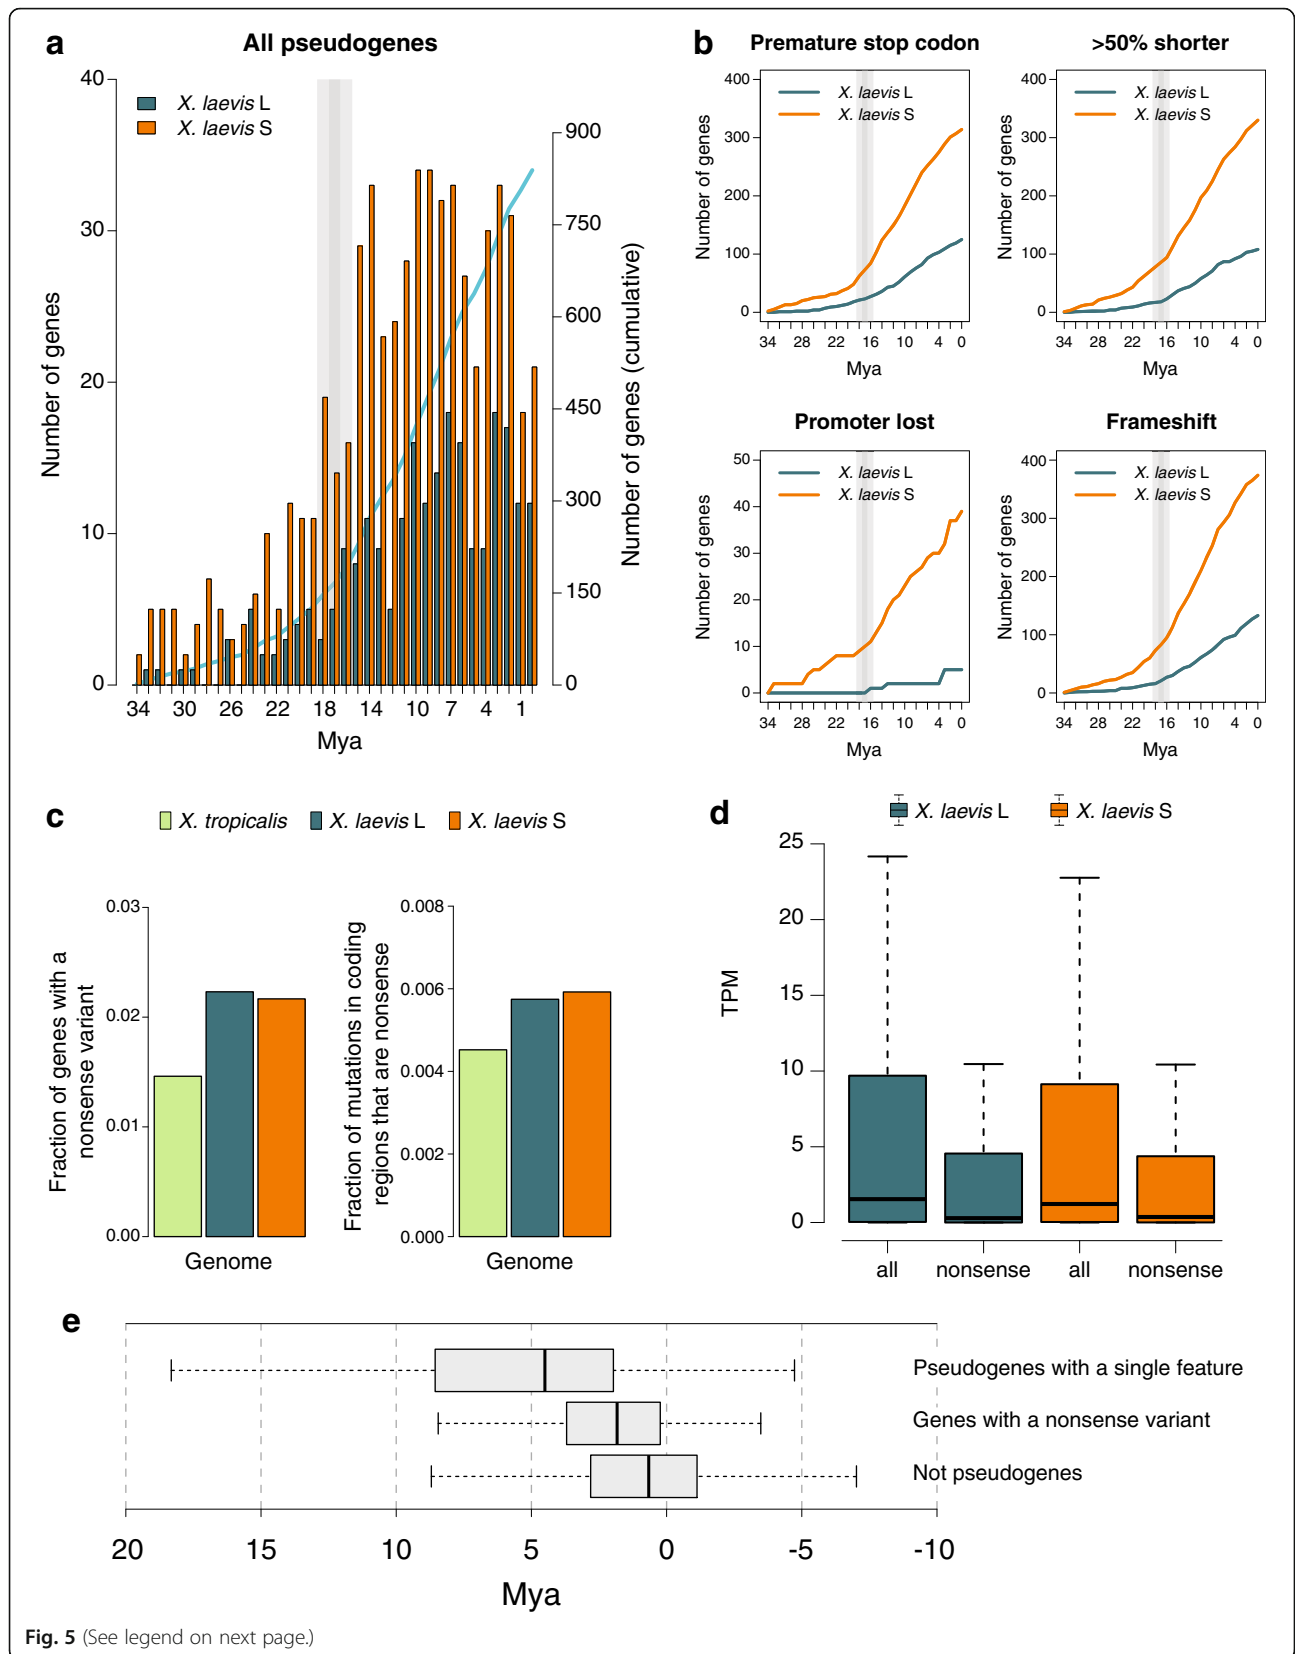 a
All pseudogenes
X. laevis L
X. laevis S
40
30
20
10
0
Number of genes
900
750
600
450
300
150
0
Number of genes (cumulative)
34 30 26 22 18 14 10 7 4 1
Mya
b
Premature stop codon
X. laevis L
X. laevis S
400
300
200
100
0
Number of genes
34 28 22 16 10 4 0
Mya
>50% shorter
X. laevis L
X. laevis S
400
300
200
100
0
Number of genes
34 28 22 16 10 4 0
Mya
Promoter lost
X. laevis L
X. laevis S
50
40
30
20
10
0
Number of genes
34 28 22 16 10 4 0
Mya
Frameshift
X. laevis L
X. laevis S
400
300
200
100
0
Number of genes
34 28 22 16 10 4 0
Mya
c
X. tropicalis X. laevis L X. laevis S
Fraction of genes with a
nonsense variant
0.03
0.02
0.01
0.00
Genome
Fraction of mutations in coding
regions that are nonsense
0.008
0.006
0.004
0.002
0.000
Genome
d
X. laevis L X. laevis S
TPM
25
20
15
10
5
0
all nonsense all nonsense
e
Pseudogenes with a single feature
Genes with a nonsense variant
Not pseudogenes
20 15 10 5 0 -5 -10
Mya
Fig. 5 (See legend on next page.)